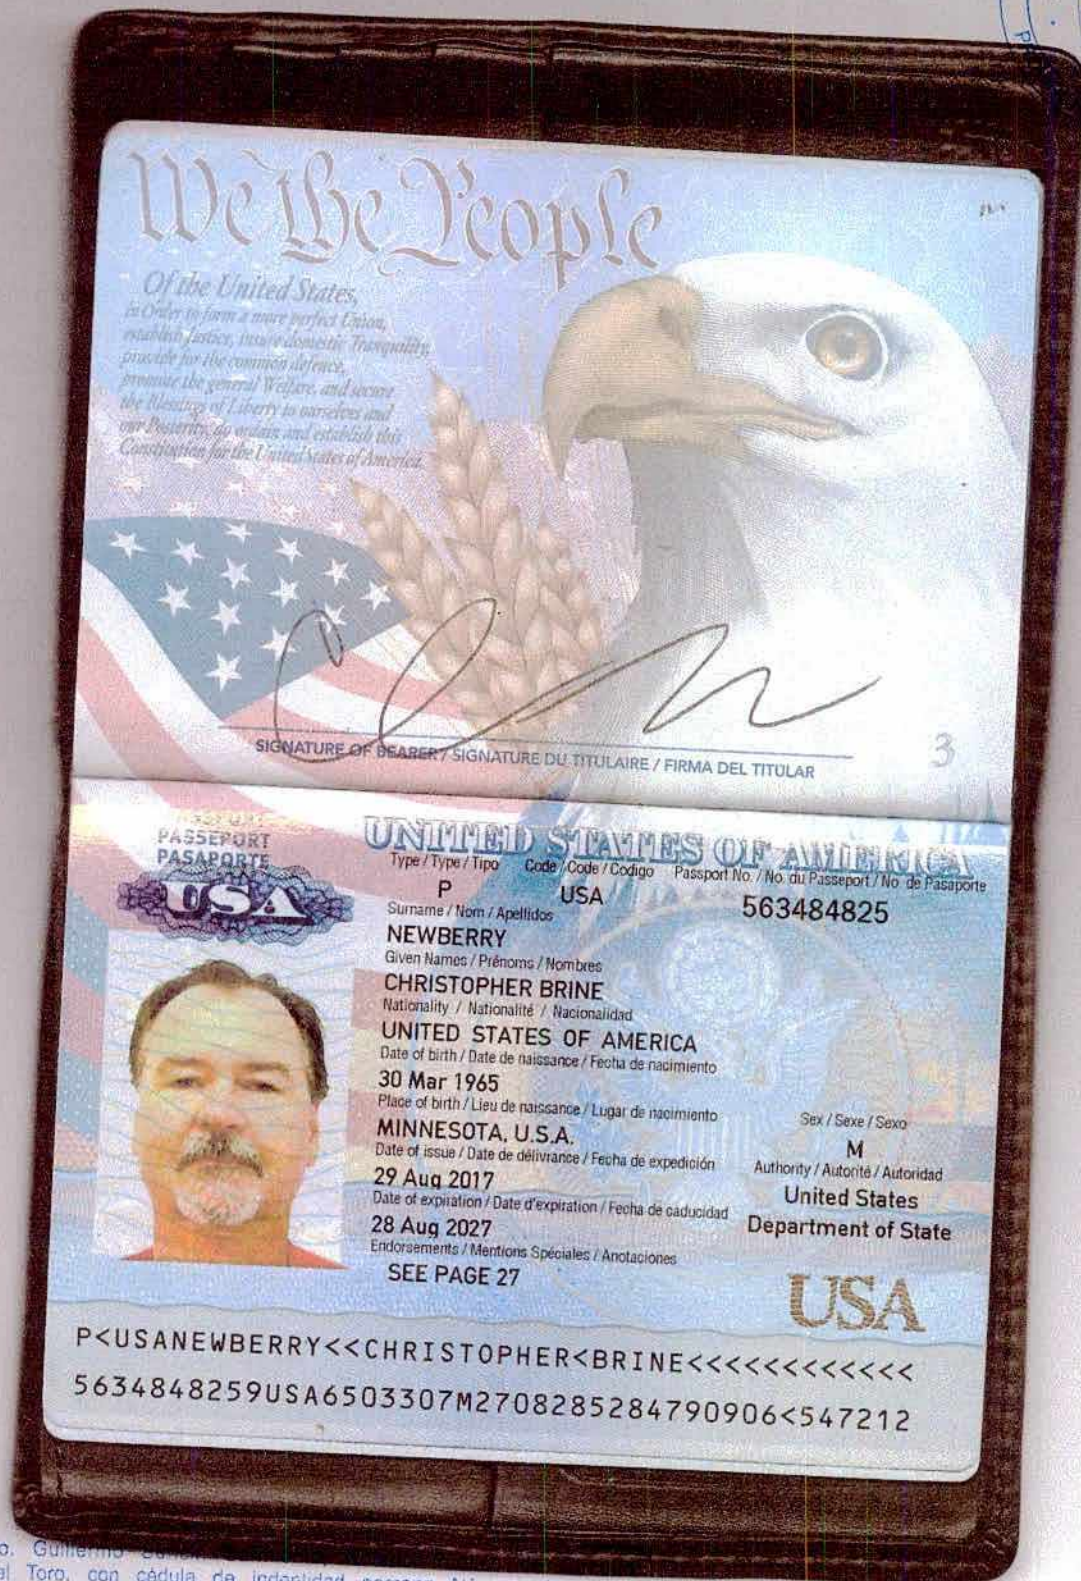 We the People
Of the United States,
in Order to form a more perfect Union,
establish Justice, insure domestic Tranquility,
provide for the common defence,
promote the general Welfare, and secure
the Blessings of Liberty to ourselves and
our Posterity, do ordain and establish this
Constitution for the United States of America.
SIGNATURE OF BEARER / SIGNATURE DU TITULAIRE / FIRMA DEL TITULAR
3
PASSEPORT
PASAPORTE
USA
UNITED STATES OF AMERICA
Type / Type / Tipo Code / Code / Codigo Passport No. / No. du Passeport / No. de Pasaporte
P USA 563484825
Surname / Nom / Apellidos
NEWBERRY
Given Names / Prénoms / Nombres
CHRISTOPHER BRINE
Nationality / Nationalité / Nacionalidad
UNITED STATES OF AMERICA
Date of birth / Date de naissance / Fecha de nacimiento
30 Mar 1965
Place of birth / Lieu de naissance / Lugar de nacimiento
MINNESOTA, U.S.A.
Sex / Sexe / Sexo
M
Date of issue / Date de délivrance / Fecha de expedición
29 Aug 2017
Authority / Autorité / Autoridad
United States
Department of State
Date of expiration / Date d'expiration / Fecha de caducidad
28 Aug 2027
Endorsements / Mentions Spéciales / Anotaciones
SEE PAGE 27
USA
P<USANEWBERRY<<CHRISTOPHER<BRINE<<<<<<<<<<<<
5634848259USA6503307M2708285284790906<547212
Guillermo
Toro, con cédula de